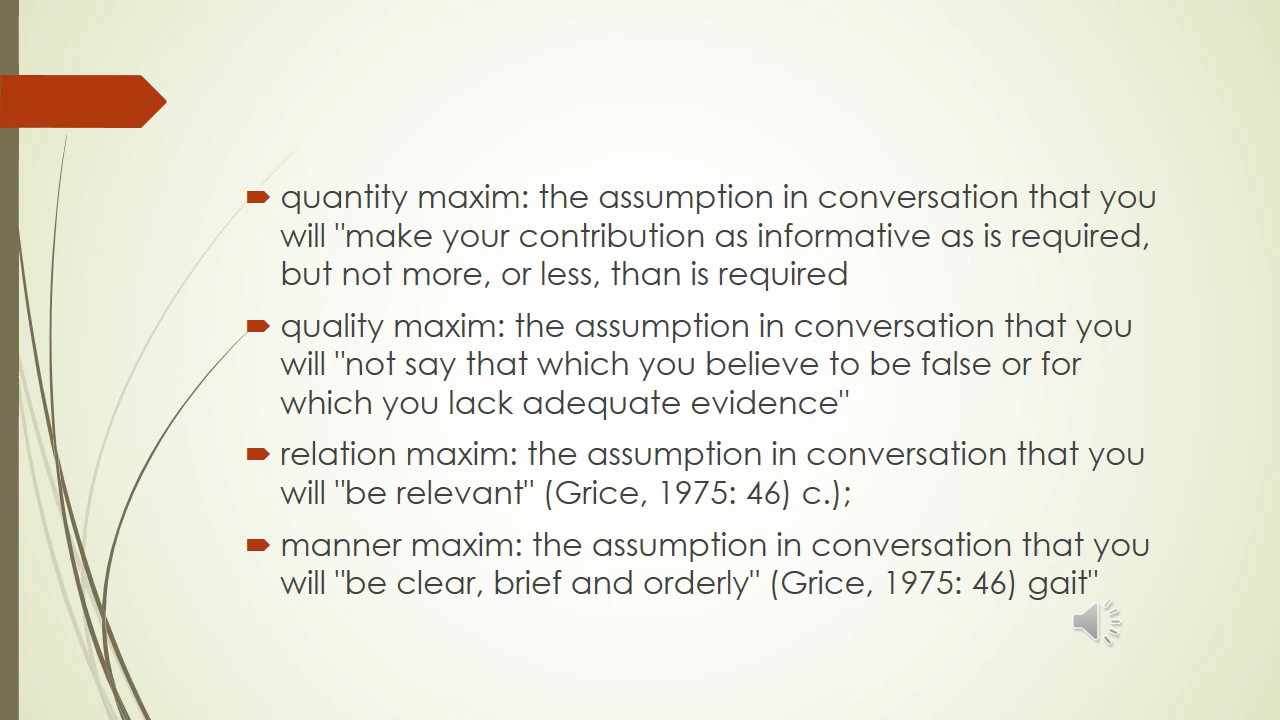 quantity maxim: the assumption in conversation that you
will "make your contribution as informative as is required,
but not more, or less, than is required
quality maxim: the assumption in conversation that you
will "not say that which you believe to be false or for
which you lack adequate evidence"
relation maxim: the assumption in conversation that you
will "be relevant" (Grice, 1975: 46) c.);
manner maxim: the assumption in conversation that you
will "be clear, brief and orderly" (Grice, 1975: 46) gait"